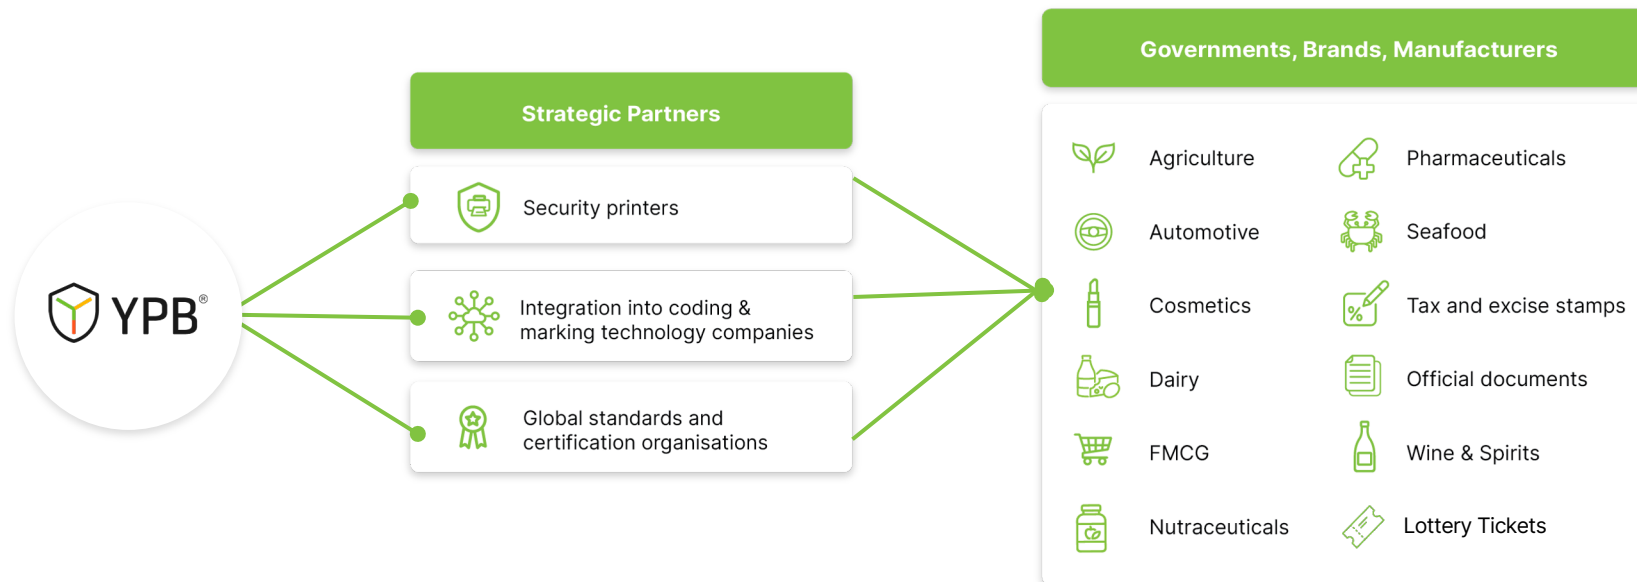 Governments, Brands, Manufacturers
Strategic Partners
YPB®
Security printers
Integration into coding &
marking technology companies
Global standards and
certification organisations
Agriculture
Automotive
Cosmetics
Dairy
FMCG
Nutraceuticals
Pharmaceuticals
Seafood
%
Tax and excise stamps
Official documents
Wine & Spirits
Lottery Tickets